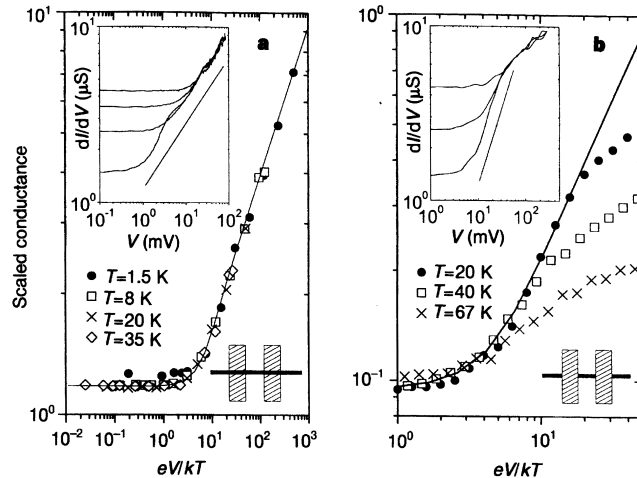 a
10¹
10⁰
Scaled conductance
10⁻² 10⁻¹ 10⁰ 10¹ 10² 10³
eV/kT
dI/dV (μS)
10¹
10⁰
10⁻¹ 10⁰ 10¹ 10²
V (mV)
T=1.5 K
T=8 K
T=20 K
T=35 K
b
10⁰
10⁻¹
10⁰ 10¹
eV/kT
dI/dV (μS)
10¹
10⁰
10⁰ 10¹ 10²
V (mV)
T=20 K
T=40 K
T=67 K